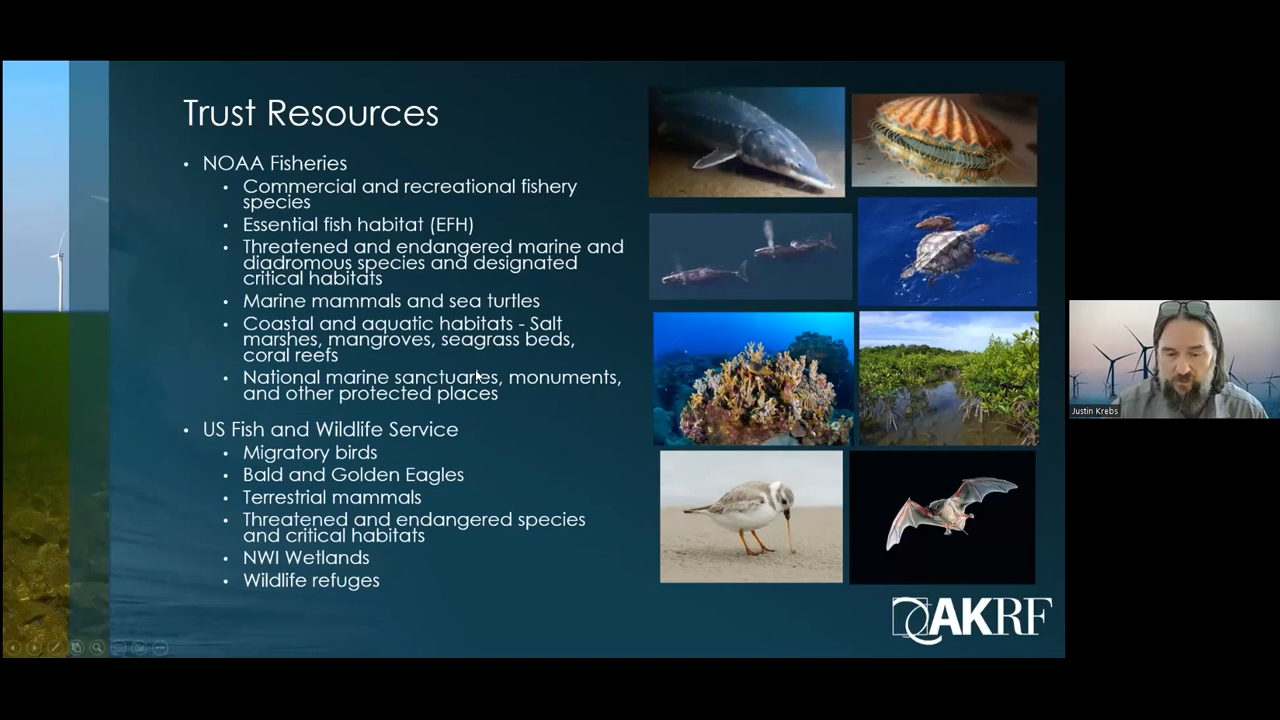 Trust Resources
• NOAA Fisheries
• Commercial and recreational fishery
species
• Essential fish habitat (EFH)
• Threatened and endangered marine and
diadromous species and designated
critical habitats
• Marine mammals and sea turtles
• Coastal and aquatic habitats - Salt
marshes, mangroves, seagrass beds,
coral reefs
• National marine sanctuaries, monuments,
and other protected places
• US Fish and Wildlife Service
• Migratory birds
• Bald and Golden Eagles
• Terrestrial mammals
• Threatened and endangered species
and critical habitats
• NWI Wetlands
• Wildlife refuges
AKRF
Justin Krebs